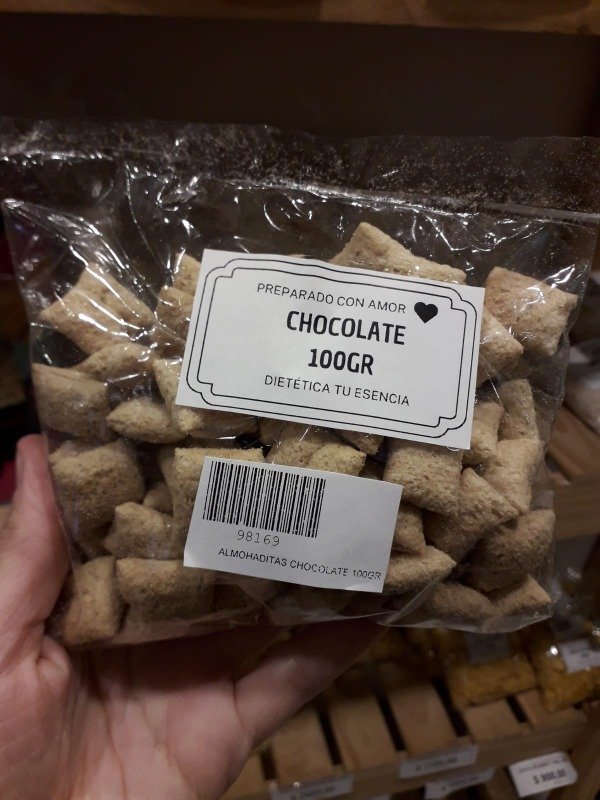 PREPARADO CON AMOR
CHOCOLATE
100GR
DIETÉTICA TU ESENCIA
98169
ALMOHADITAS CHOCOLATE 100GR